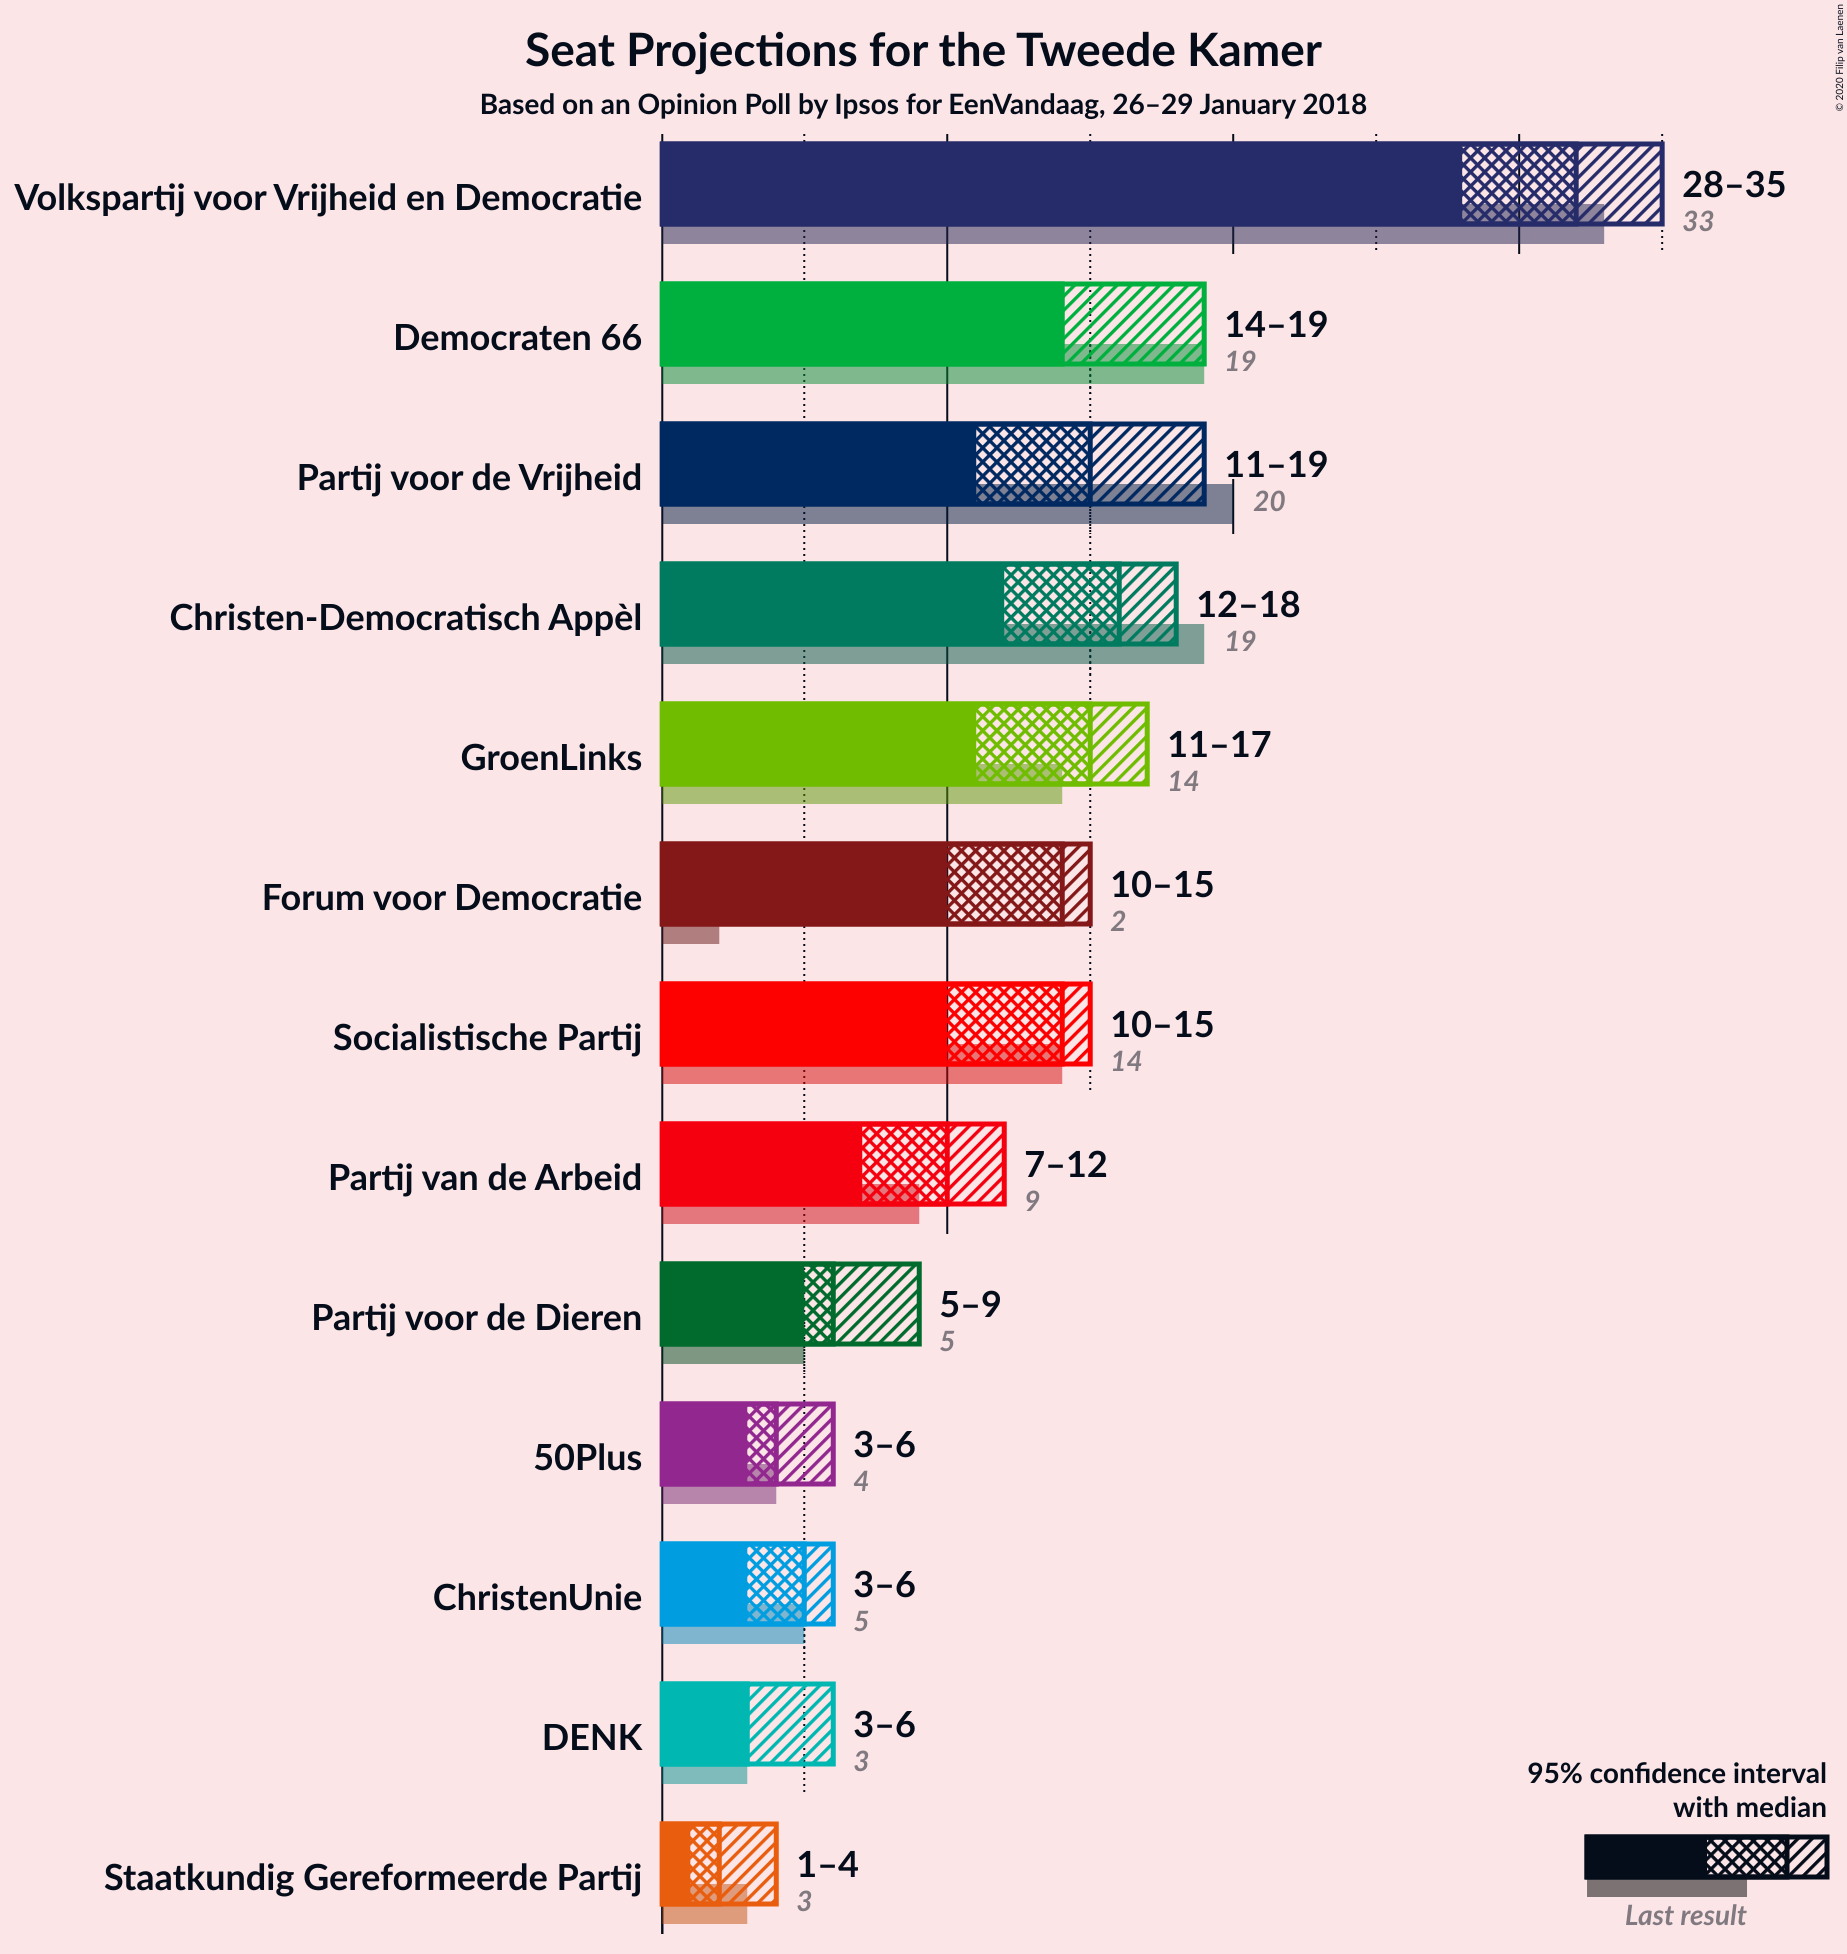 Seat Projections for the Tweede Kamer
Based on an Opinion Poll by Ipsos for EenVandaag, 26–29 January 2018
© 2020 Filip van Laenen
Volkspartij voor Vrijheid en Democratie
28–35
33
Democraten 66
14–19
19
Partij voor de Vrijheid
11–19
20
Christen-Democratisch Appèl
12–18
19
GroenLinks
11–17
14
Forum voor Democratie
10–15
2
Socialistische Partij
10–15
14
Partij van de Arbeid
7–12
9
Partij voor de Dieren
5–9
5
50Plus
3–6
4
ChristenUnie
3–6
5
DENK
3–6
3
Staatkundig Gereformeerde Partij
1–4
3
95% confidence interval
with median
Last result